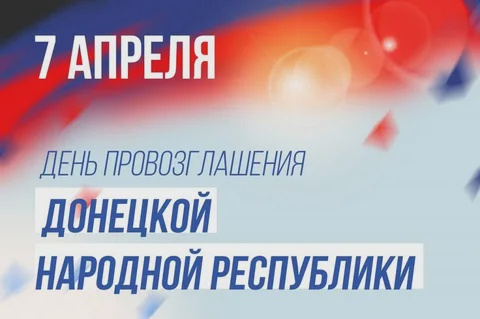 7 АПРЕЛЯ
ДЕНЬ ПРОВОЗГЛАШЕНИЯ
ДОНЕЦКОЙ
НАРОДНОЙ РЕСПУБЛИКИ